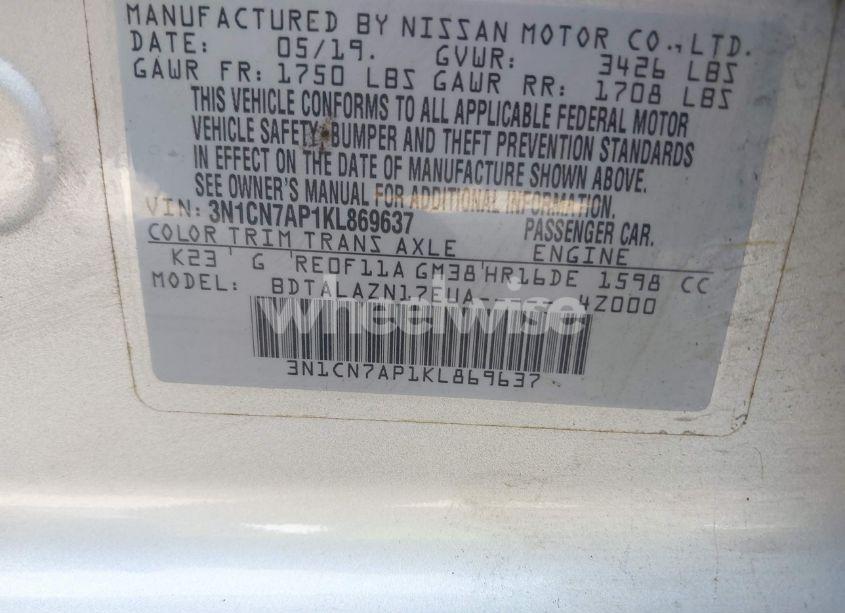 MANUFACTURED BY NISSAN MOTOR CO.,LTD.
DATE: 05/19. GVWR: 3426 LBS
GAWR FR: 1750 LBS GAWR RR: 1708 LBS
THIS VEHICLE CONFORMS TO ALL APPLICABLE FEDERAL MOTOR
VEHICLE SAFETY, BUMPER AND THEFT PREVENTION STANDARDS
IN EFFECT ON THE DATE OF MANUFACTURE SHOWN ABOVE.
SEE OWNER'S MANUAL FOR ADDITIONAL INFORMATION.
VIN: 3N1CN7AP1KL869637 PASSENGER CAR.
COLOR TRIM TRANS AXLE ENGINE
K23 G RE0F11A GM38 HR16DE 1598 CC
MODEL: BDTALAZN17EUA ---- 4Z000
wheelwise
3N1CN7AP1KL869637